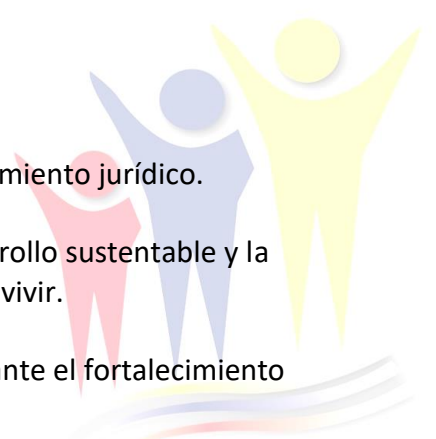 miento jurídico.
rollo sustentable y la
vivir.
nte el fortalecimiento